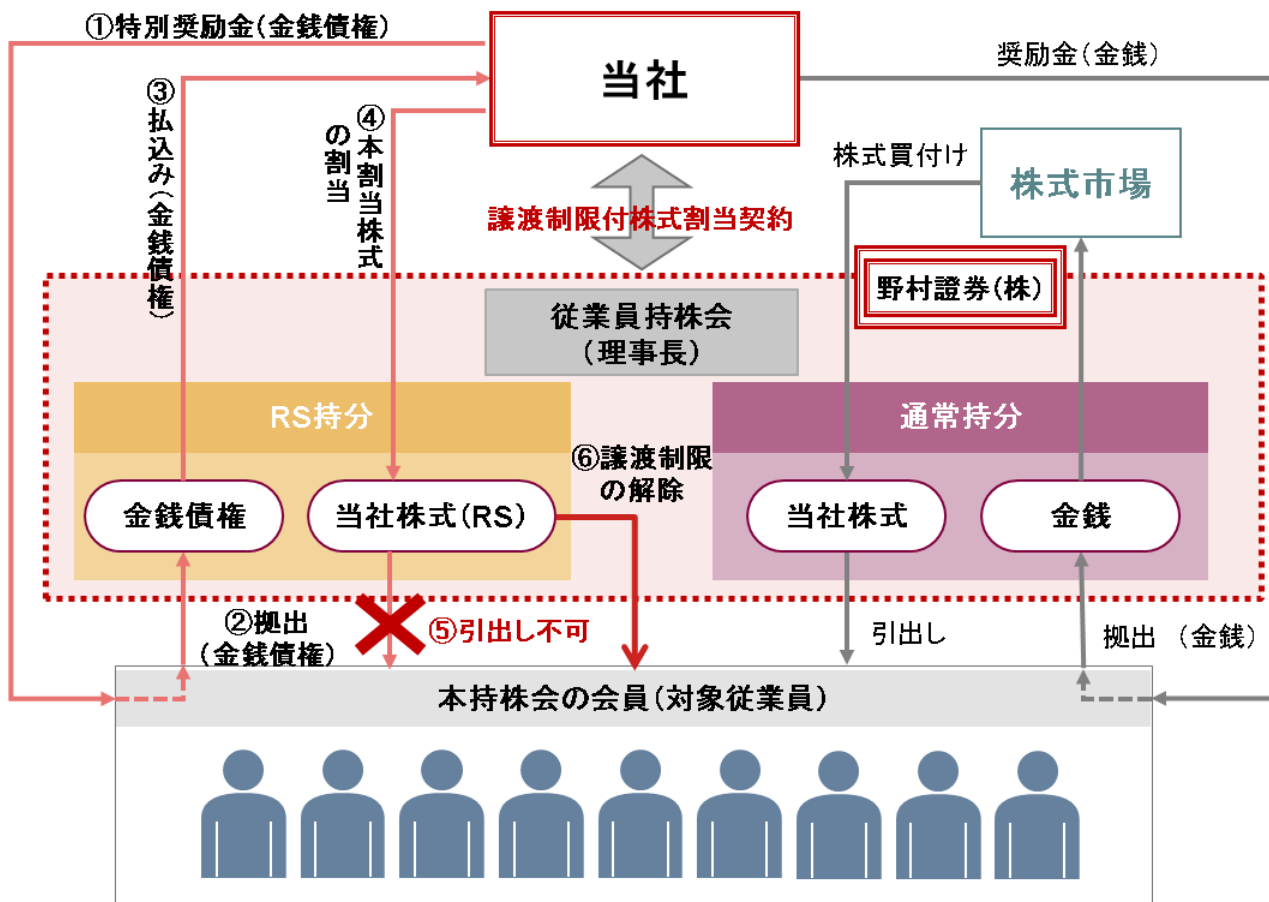 ①特別奨励金(金銭債権)
当社
奨励金(金銭)
③払込み(金銭債権)
④本割当株式
の割当
株式買付け
株式市場
譲渡制限付株式割当契約
野村證券(株)
従業員持株会
(理事長)
RS持分
通常持分
⑥譲渡制限
の解除
金銭債権
当社株式(RS)
当社株式
金銭
②拠出
(金銭債権)
⑤引出し不可
引出し
拠出 (金銭)
本持株会の会員(対象従業員)